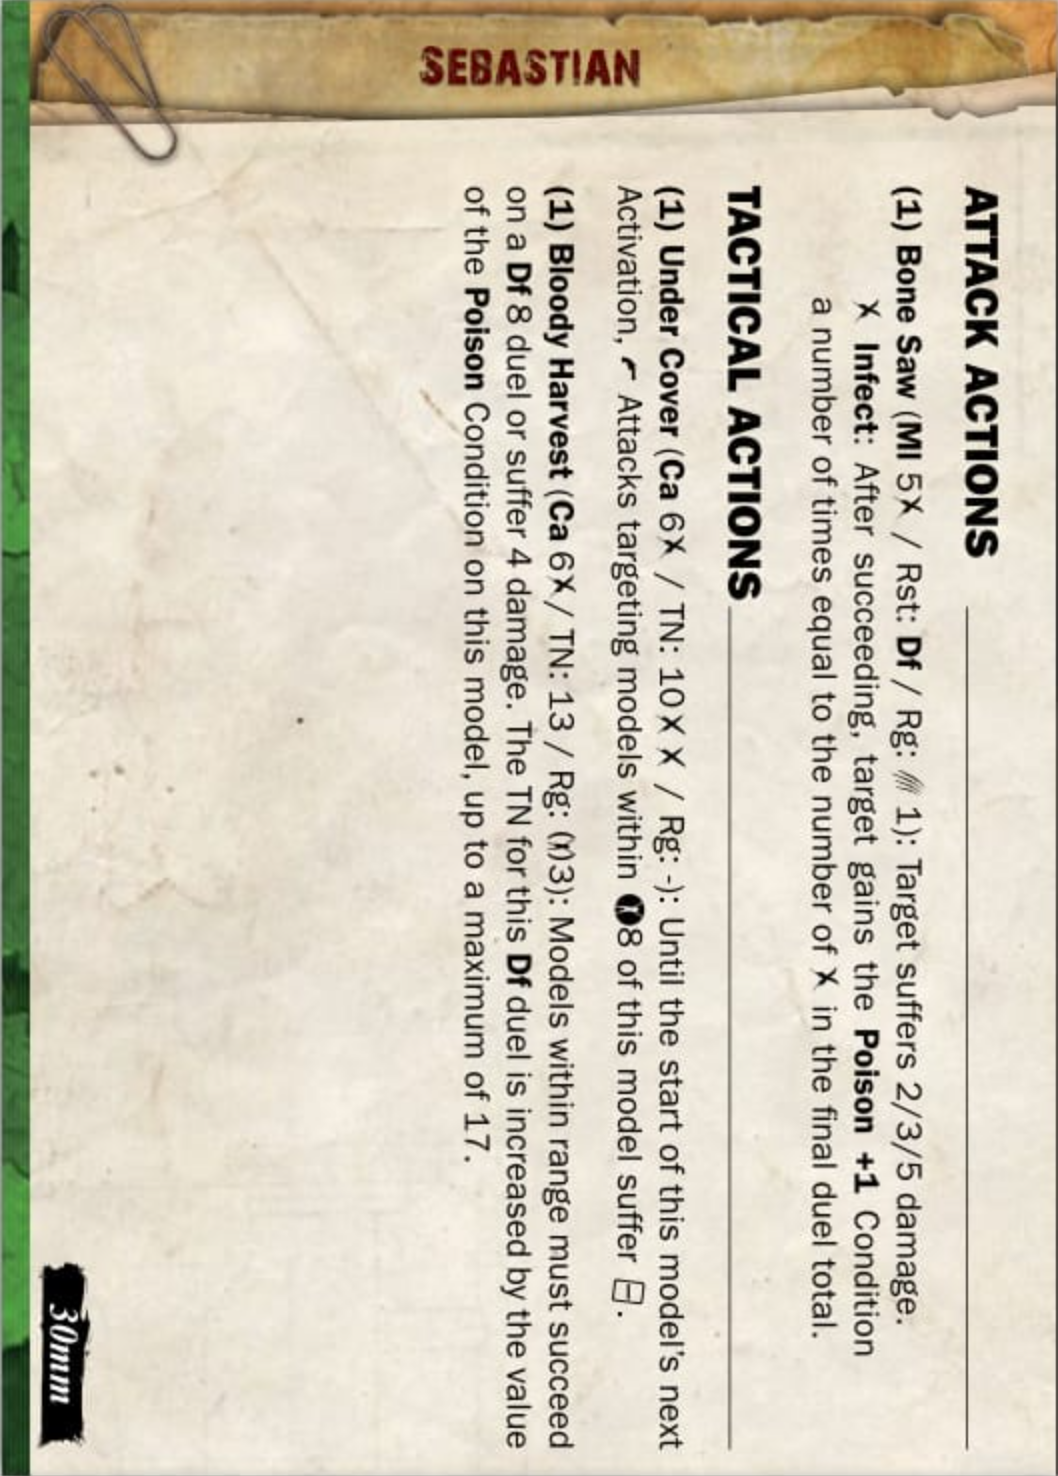 SEBASTIAN
ATTACK ACTIONS
(1) Bone Saw (Ml 5X / Rst: Df / Rg: 1): Target suffers 2/3/5 damage.
X Infect: After succeeding, target gains the Poison +1 Condition
a number of times equal to the number of X in the final duel total.
TACTICAL ACTIONS
(1) Under Cover (Ca 6X / TN: 10XX / Rg: -): Until the start of this model's next
Activation, Attacks targeting models within 8 of this model suffer ⊟.
(1) Bloody Harvest (Ca 6X/ TN: 13 / Rg: (X)3): Models within range must succeed
on a Df 8 duel or suffer 4 damage. The TN for this Df duel is increased by the value
of the Poison Condition on this model, up to a maximum of 17.
30mm